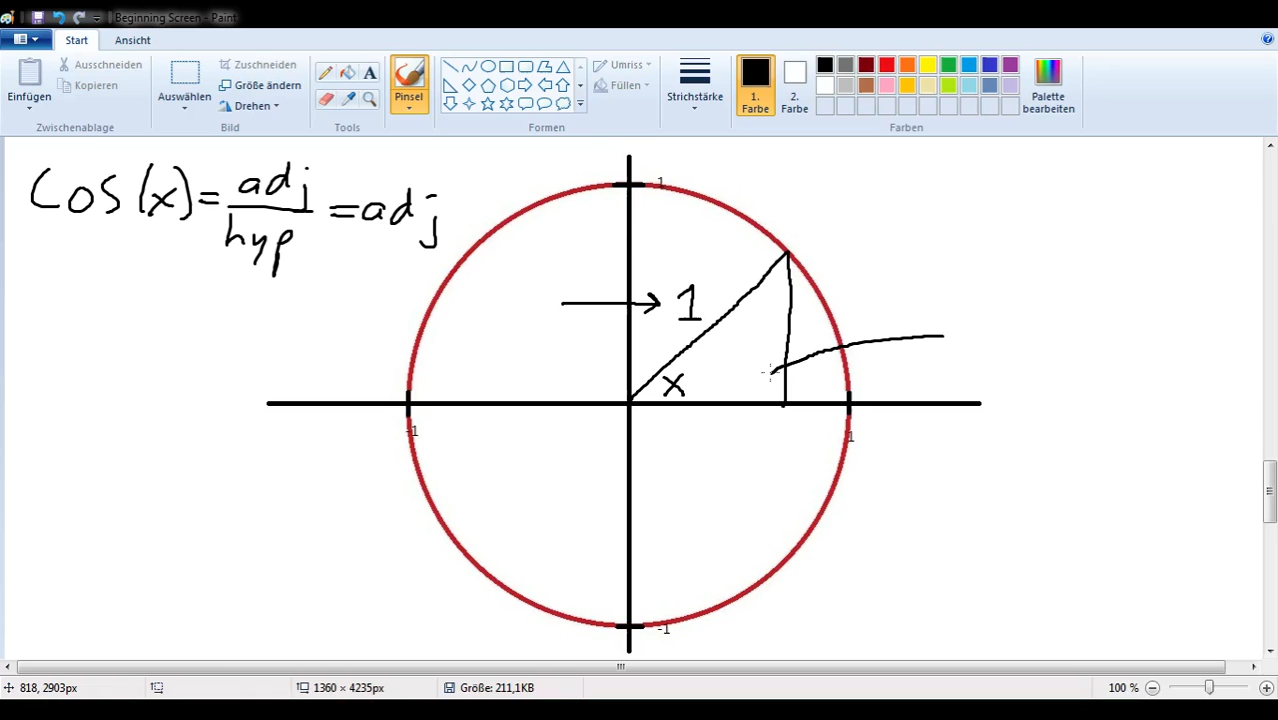 Beginning Screen - Paint
Start Ansicht
Einfügen
Ausschneiden
Kopieren
Zwischenablage
Auswählen
Zuschneiden
Größe ändern
Drehen
Bild
A
Tools
Pinsel
Umriss
Füllen
Formen
Strichstärke
1. Farbe
2. Farbe
Palette bearbeiten
Farben
Cos(x)=adj/hyp=adj
1
1
x
-1
1
-1
818, 2903px
1360 × 4235px
Größe: 211,1KB
100 %